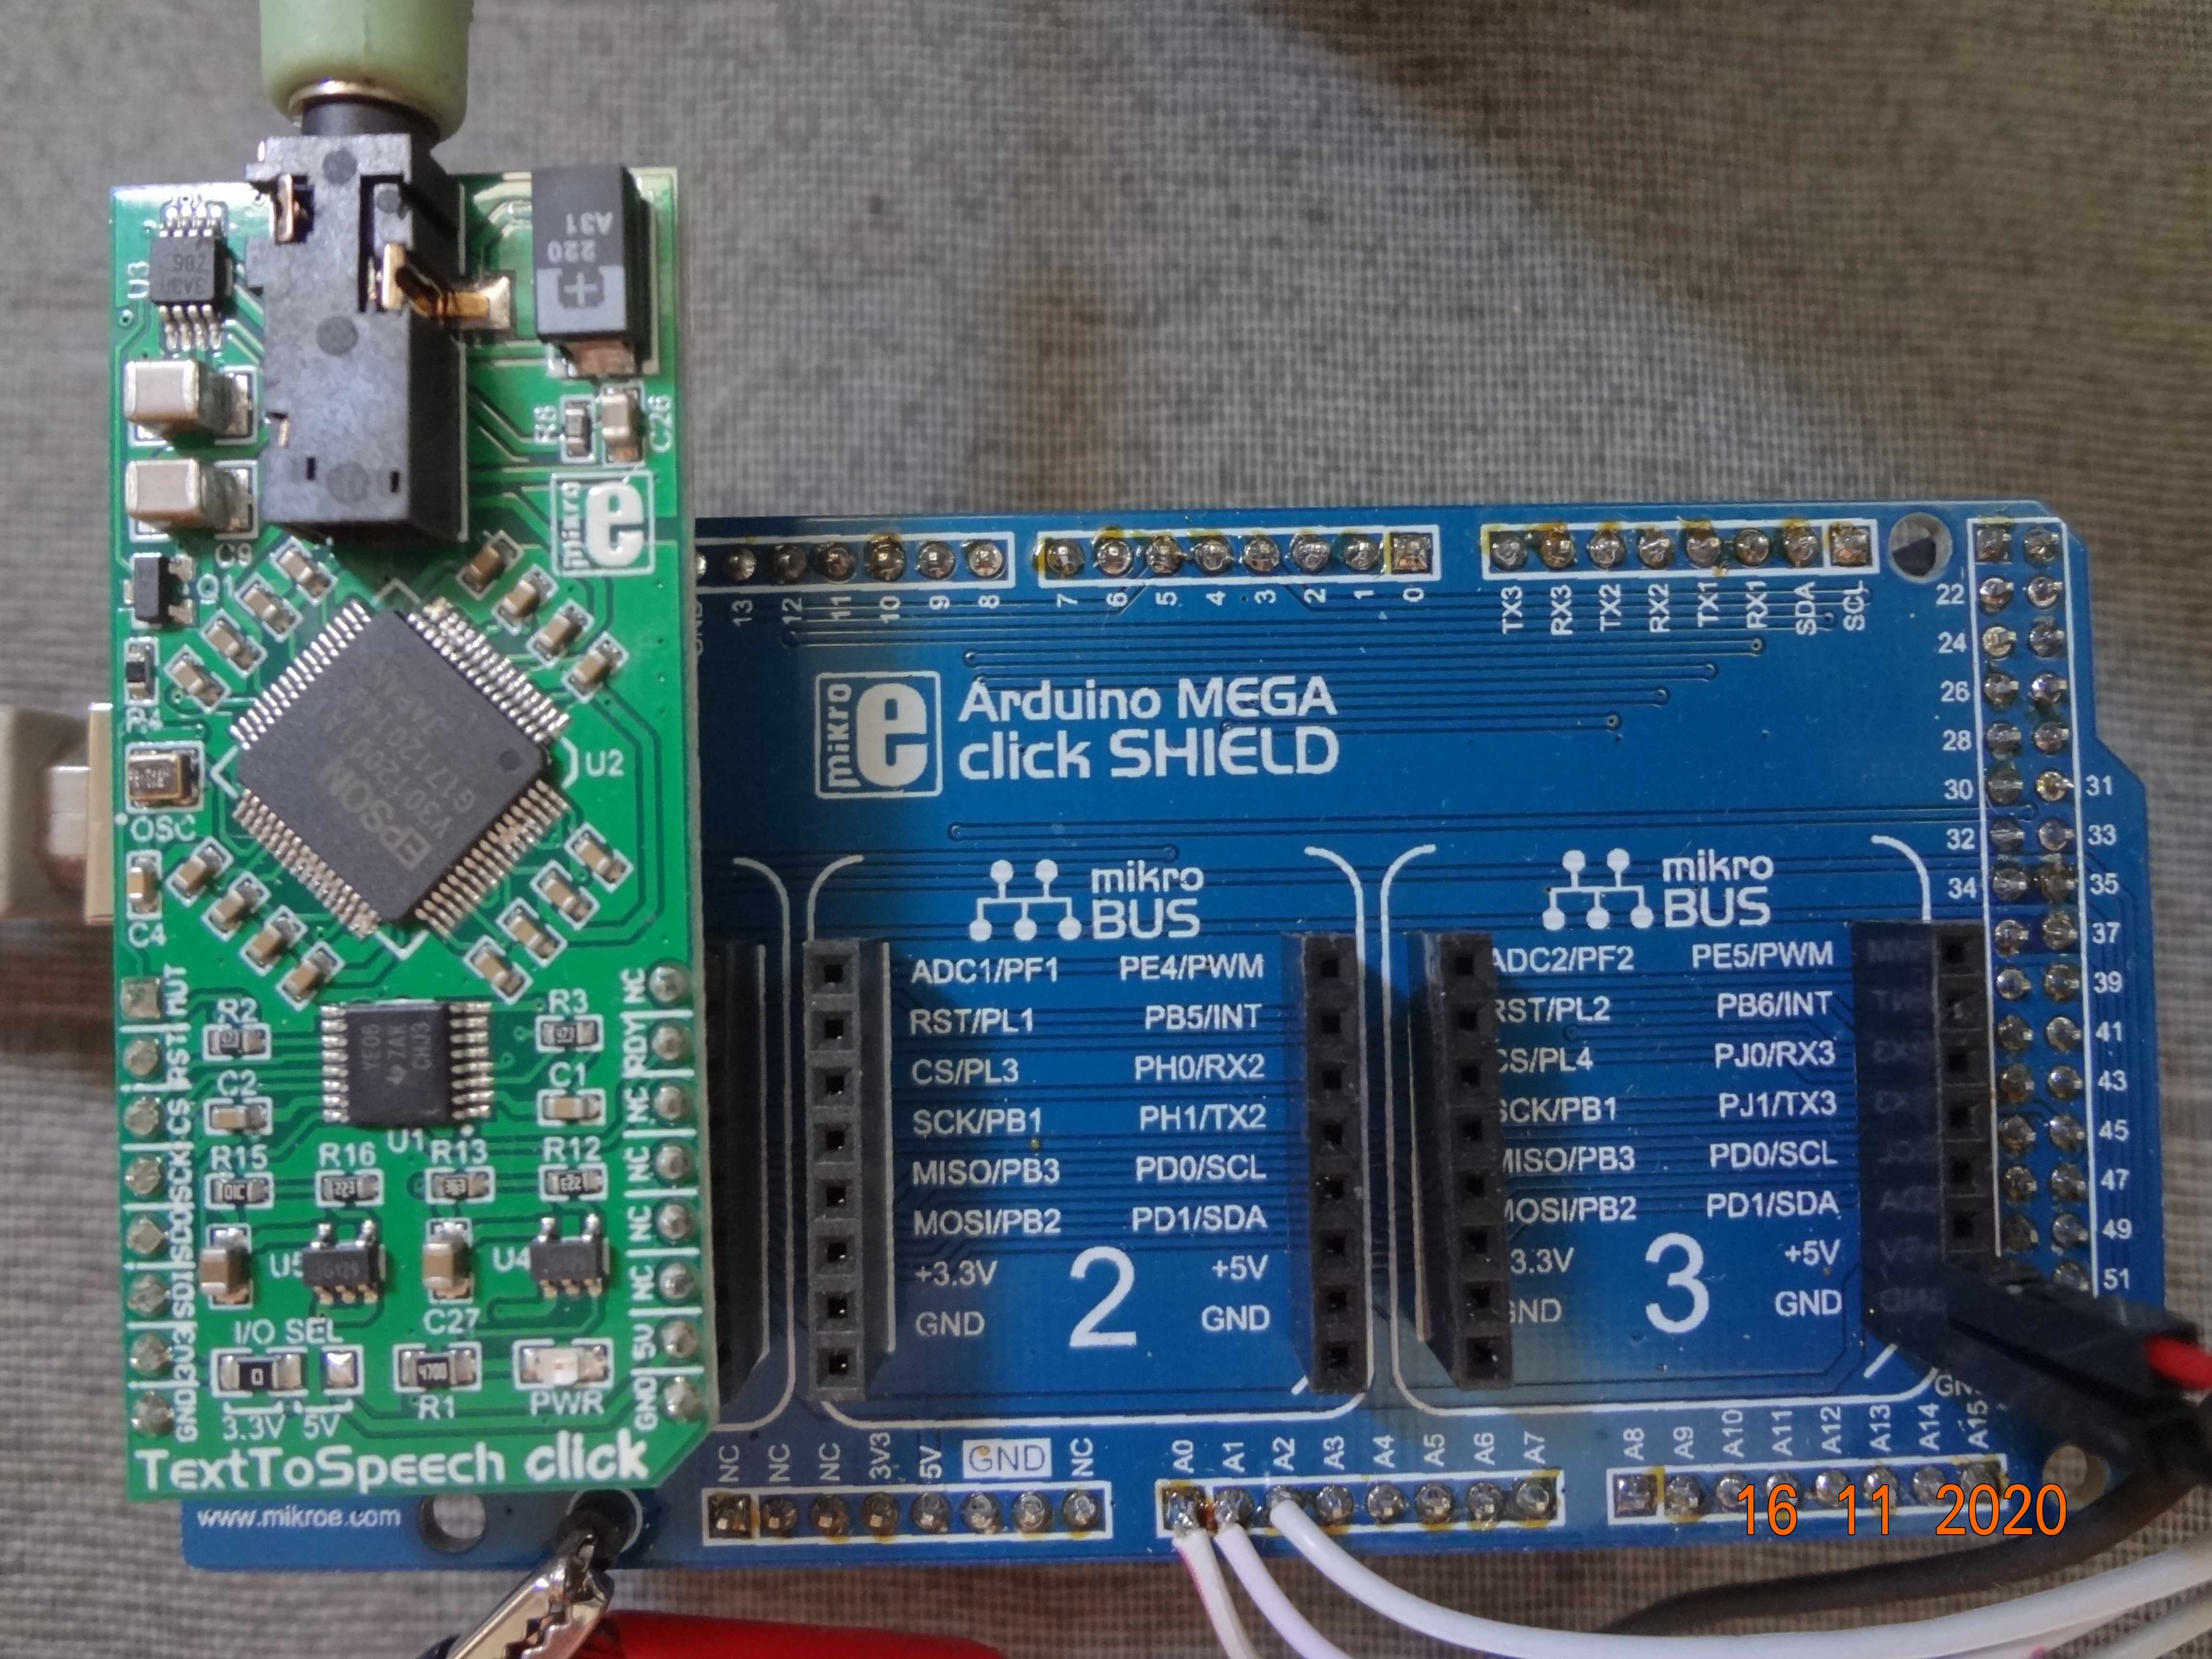 A31
220
U3
R8
C26
mikro e
C9
Q1
R4
EPSON
JAPAN
U2
OSC
C4
MUT
RST
CS
SCK
SDO
SDI
3V3
GND
NC
RDY
NC
NC
NC
NC
5V
GND
R2
R3
C2
C1
YE06
7AK
CHJ3
U1
R15
R16
R13
R12
U5
U4
C27
I/O SEL
4700
3.3V 5V
R1
PWR
TextToSpeech click
www.mikroe.com
13 12 11 10 9 8
7 6 5 4 3 2 1 0
TX3 RX3 TX2 RX2 TX1 RX1 SDA SCL
mikro e
Arduino MEGA
click SHIELD
22
24
26
28
30 31
32 33
34 35
37
39
41
43
45
47
49
51
mikro
BUS
ADC1/PF1 PE4/PWM
RST/PL1 PB5/INT
CS/PL3 PH0/RX2
SCK/PB1 PH1/TX2
MISO/PB3 PD0/SCL
MOSI/PB2 PD1/SDA
+3.3V +5V
GND GND
2
mikro
BUS
ADC2/PF2 PE5/PWM
RST/PL2 PB6/INT
CS/PL4 PJ0/RX3
SCK/PB1 PJ1/TX3
MISO/PB3 PD0/SCL
MOSI/PB2 PD1/SDA
3.3V +5V
GND GND
3
NC NC NC 3V3 5V GND NC
A0 A1 A2 A3 A4 A5 A6 A7
A8 A9 A10 A11 A12 A13 A14 A15
16 11 2020